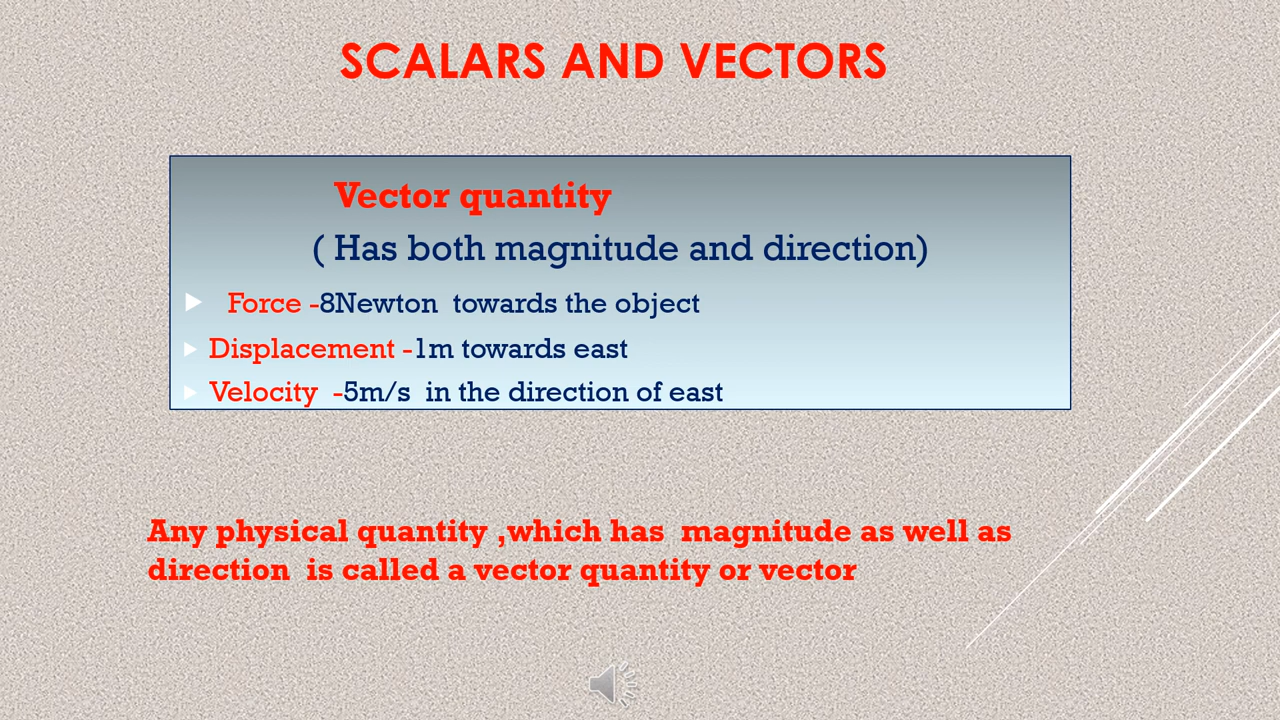 SCALARS AND VECTORS
Vector quantity
( Has both magnitude and direction)
Force -8Newton towards the object
Displacement -1m towards east
Velocity -5m/s in the direction of east
Any physical quantity ,which has magnitude as well as
direction is called a vector quantity or vector